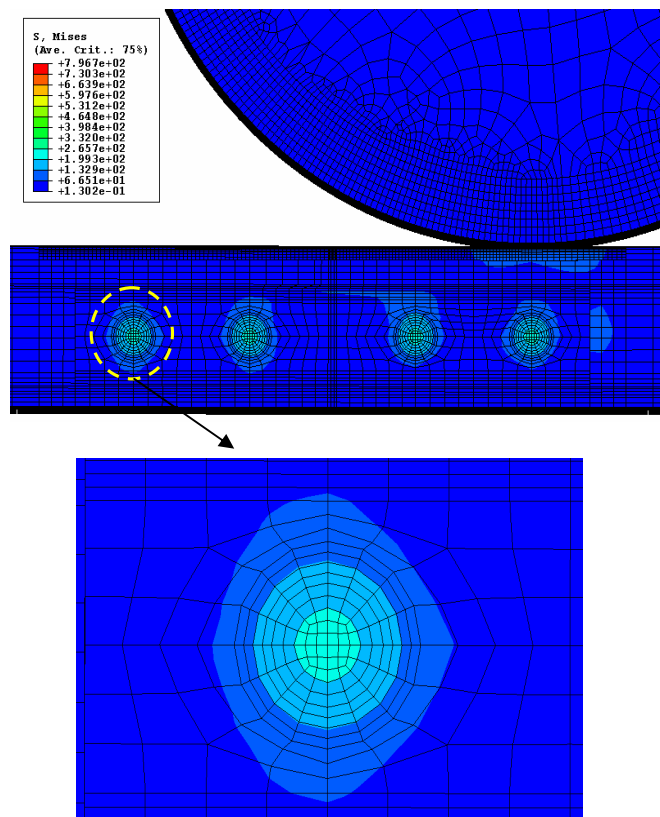 S, Mises
(Ave. Crit.: 75%)
+7.967e+02
+7.303e+02
+6.639e+02
+5.976e+02
+5.312e+02
+4.648e+02
+3.984e+02
+3.320e+02
+2.657e+02
+1.993e+02
+1.329e+02
+6.651e+01
+1.302e-01